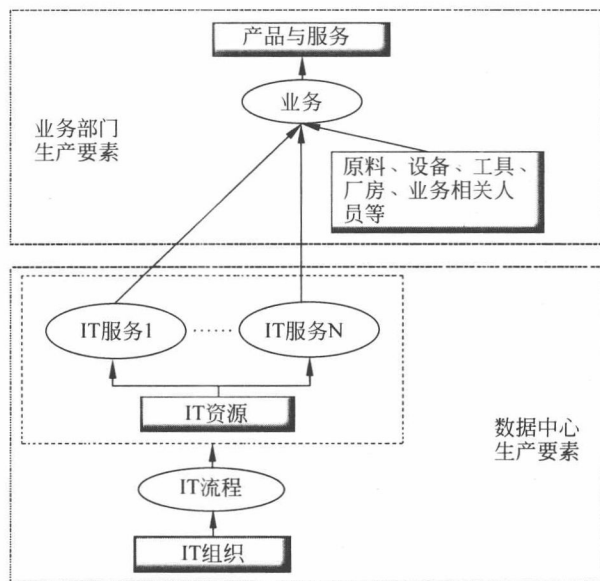 产品与服务
业务
业务部门
生产要素
原料、设备、工具、
厂房、业务相关人
员等
IT服务1
……
IT服务N
IT资源
数据中心
生产要素
IT流程
IT组织